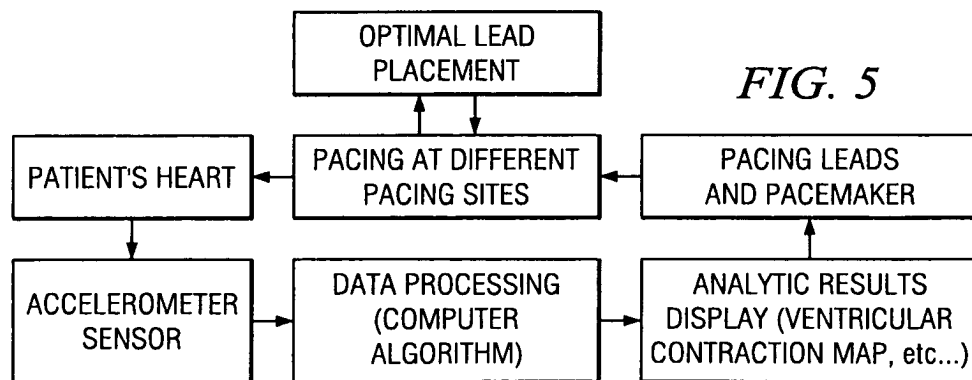 OPTIMAL LEAD
PLACEMENT
FIG. 5
PATIENT'S HEART
PACING AT DIFFERENT
PACING SITES
PACING LEADS
AND PACEMAKER
ACCELEROMETER
SENSOR
DATA PROCESSING
(COMPUTER
ALGORITHM)
ANALYTIC RESULTS
DISPLAY (VENTRICULAR
CONTRACTION MAP, etc...)